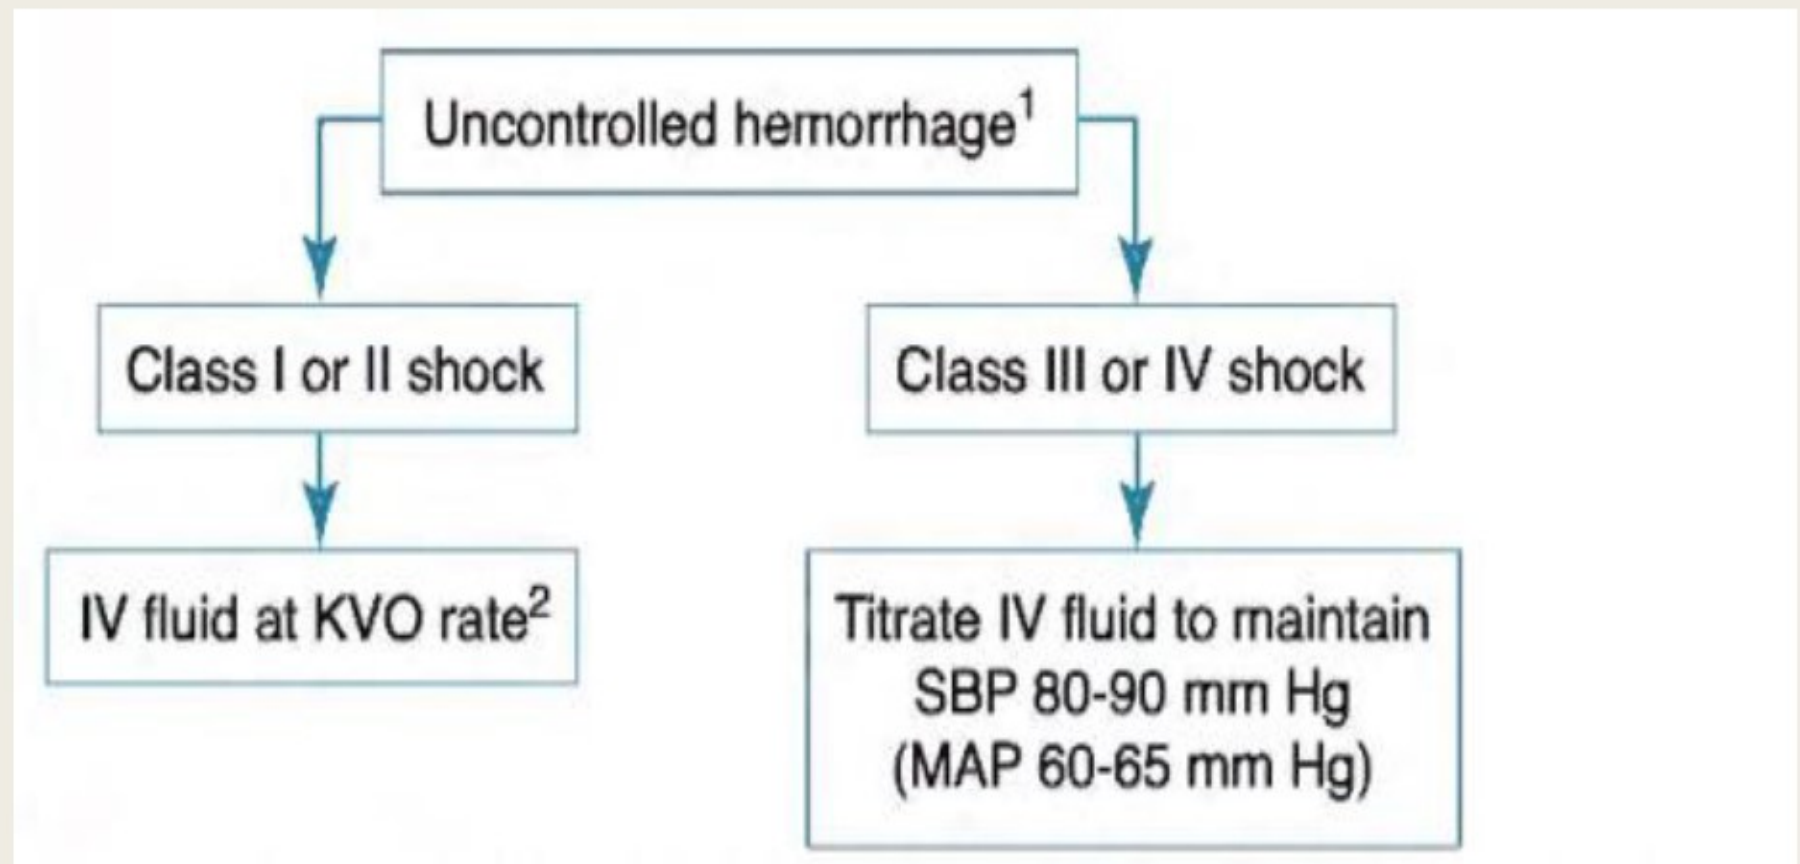 Uncontrolled hemorrhage¹
Class I or II shock
Class III or IV shock
IV fluid at KVO rate²
Titrate IV fluid to maintain
SBP 80-90 mm Hg
(MAP 60-65 mm Hg)